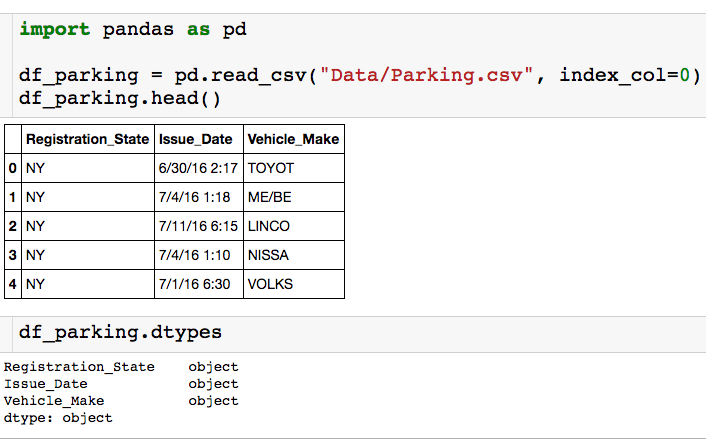 import pandas as pd
df_parking = pd.read_csv("Data/Parking.csv", index_col=0)
df_parking.head()
Registration_State Issue_Date Vehicle_Make
0 NY 6/30/16 2:17 TOYOT
1 NY 7/4/16 1:18 ME/BE
2 NY 7/11/16 6:15 LINCO
3 NY 7/4/16 1:10 NISSA
4 NY 7/1/16 6:30 VOLKS
df_parking.dtypes
Registration_State object
Issue_Date object
Vehicle_Make object
dtype: object